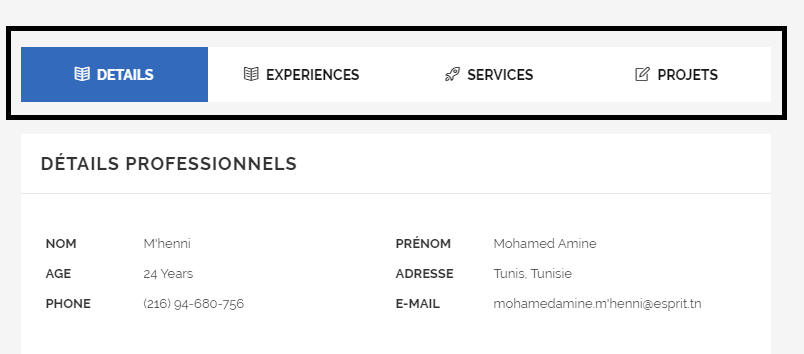 DETAILS EXPERIENCES SERVICES PROJETS
DÉTAILS PROFESSIONNELS
NOM M'henni PRÉNOM Mohamed Amine
AGE 24 Years ADRESSE Tunis, Tunisie
PHONE (216) 94-680-756 E-MAIL mohamedamine.m'henni@esprit.tn